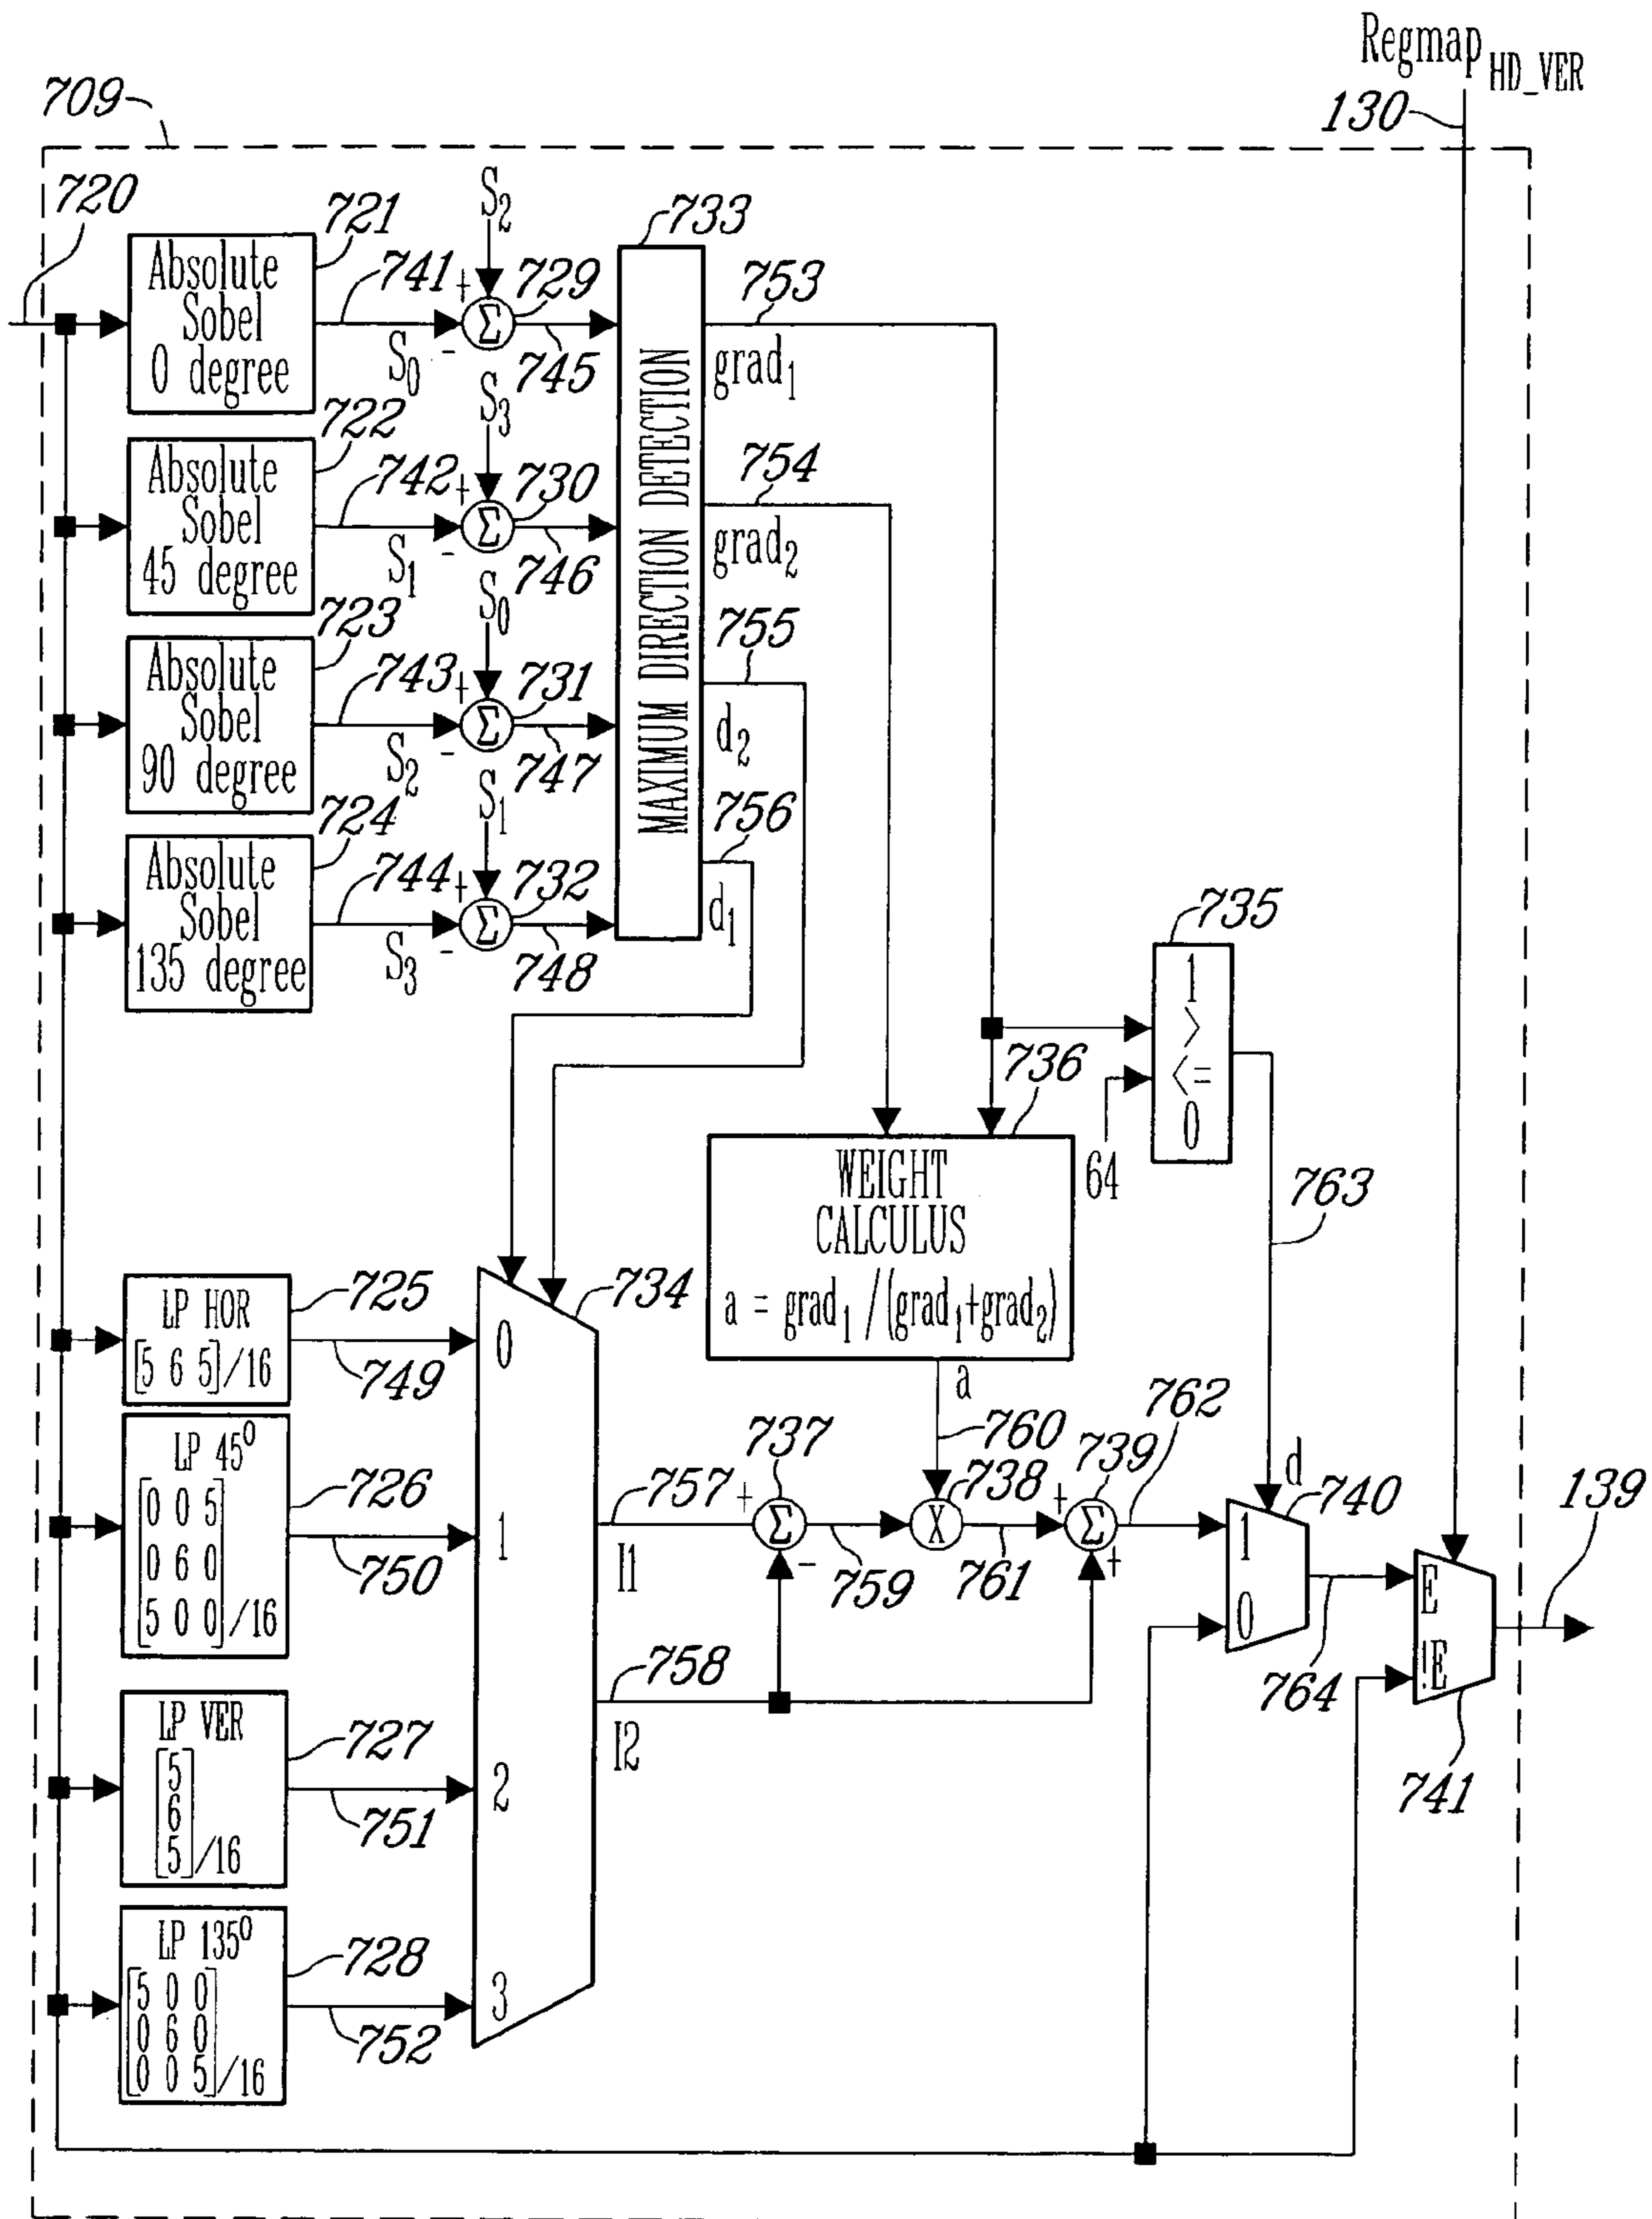 Regmap HD_VER
130
709
720
Absolute
Sobel
0 degree
721
741
S0
S2
+
-
Σ
729
745
733
MAXIMUM DIRECTION DETECTION
753
grad1
Absolute
Sobel
45 degree
722
742
S1
S3
+
-
Σ
730
746
754
grad2
Absolute
Sobel
90 degree
723
743
S2
S0
+
-
Σ
731
747
755
d2
Absolute
Sobel
135 degree
724
744
S3
S1
+
-
Σ
732
748
756
d1
735
1
>
<=
0
64
736
WEIGHT
CALCULUS
a = grad1 /(grad1+grad2)
a
763
LP HOR
[5 6 5]/16
725
749
734
0
1
2
3
LP 45º
0 0 5
0 6 0
5 0 0 /16
726
750
LP VER
5
6
5 /16
727
751
LP 135º
5 0 0
0 6 0
0 0 5 /16
728
752
757
I1
758
I2
737
+
-
Σ
759
760
738
X
761
739
+
+
Σ
762
d
740
1
0
764
E
!E
741
139